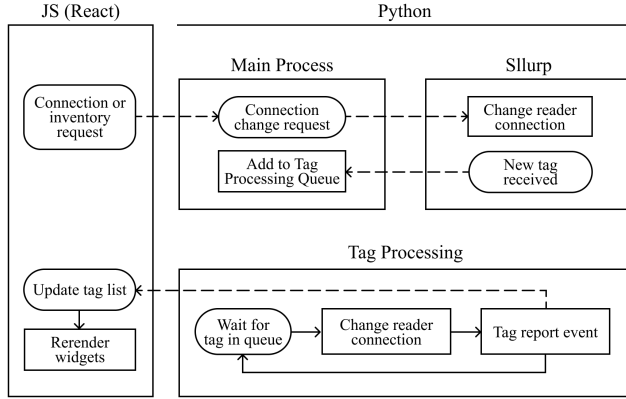 JS (React)
Python
Main Process
Sllurp
Connection or
inventory
request
Connection
change request
Change reader
connection
Add to Tag
Processing Queue
New tag
received
Tag Processing
Update tag list
Rerender
widgets
Wait for
tag in queue
Change reader
connection
Tag report event